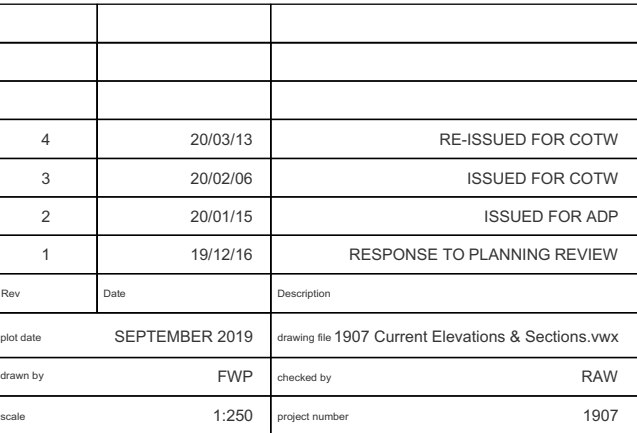 4 20/03/13 RE-ISSUED FOR COTW
3 20/02/06 ISSUED FOR COTW
2 20/01/15 ISSUED FOR ADP
1 19/12/16 RESPONSE TO PLANNING REVIEW
Rev Date Description
plot date SEPTEMBER 2019 drawing file 1907 Current Elevations & Sections.vwx
drawn by FWP checked by RAW
scale 1:250 project number 1907